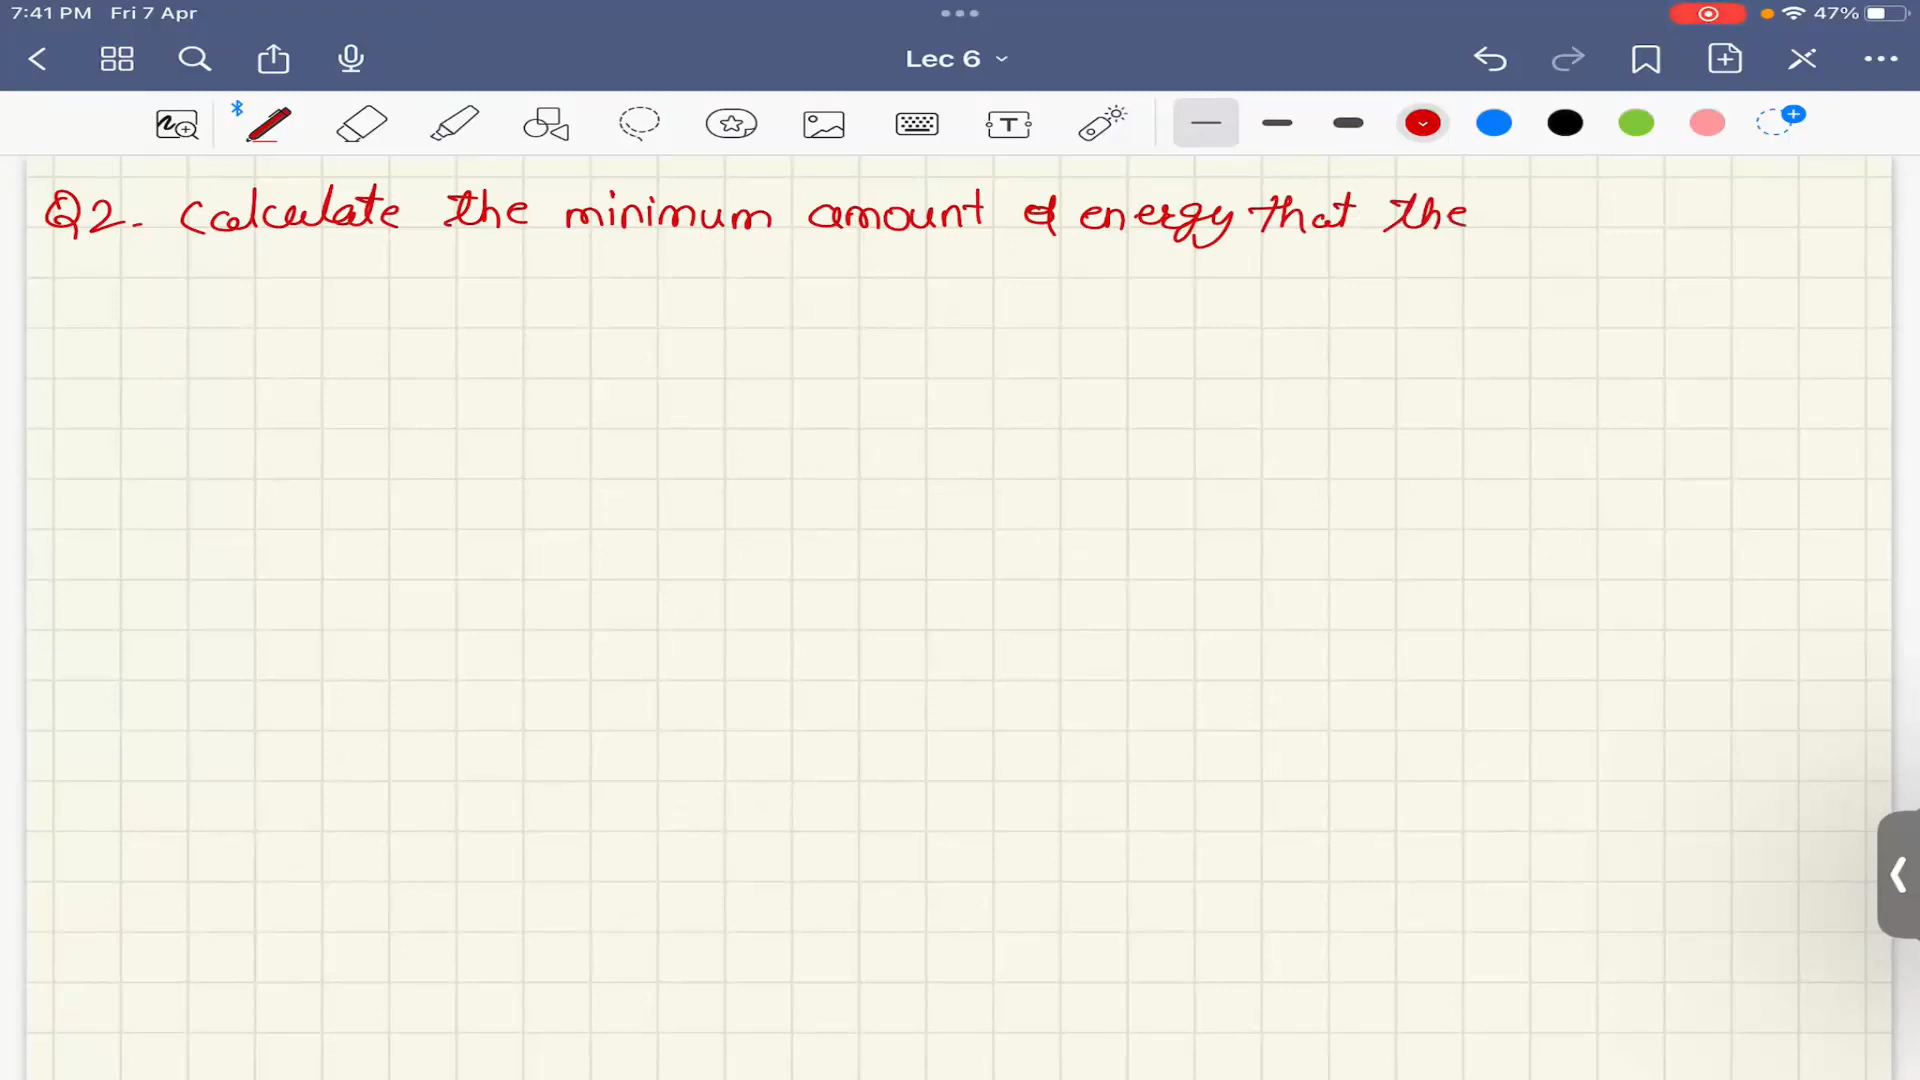 7:41 PM Fri 7 Apr
47%
Lec 6
Q2. Calculate the minimum amount of energy that the